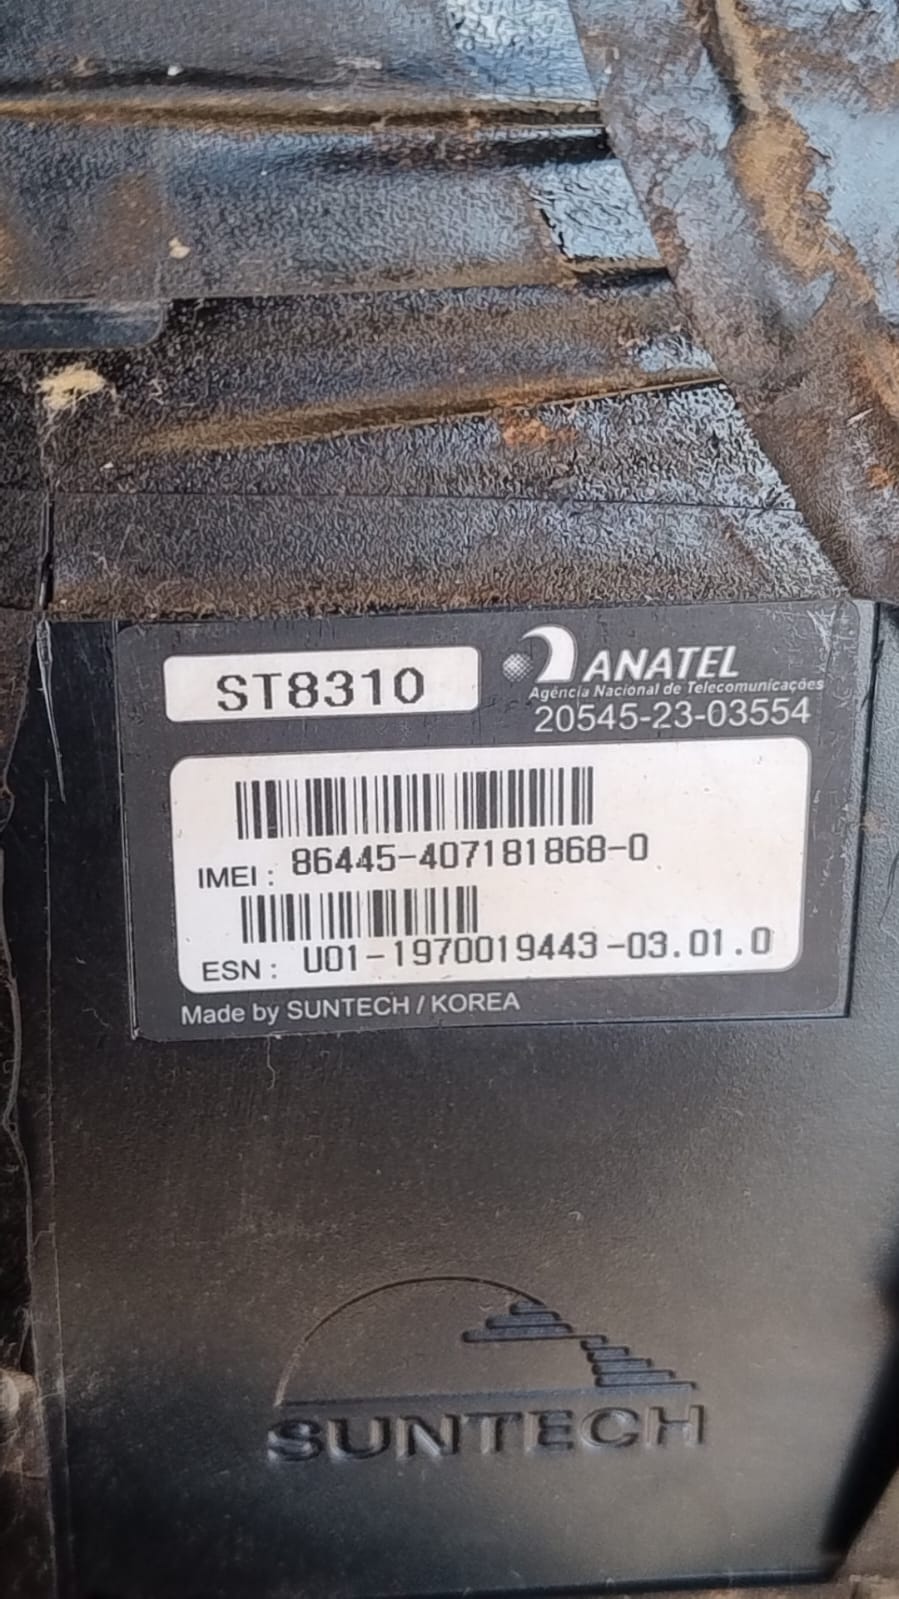 ST8310
ANATEL
Agência Nacional de Telecomunicações
20545-23-03554
IMEI : 86445-407181868-0
ESN : U01-1970019443-03.01.0
Made by SUNTECH / KOREA
SUNTECH